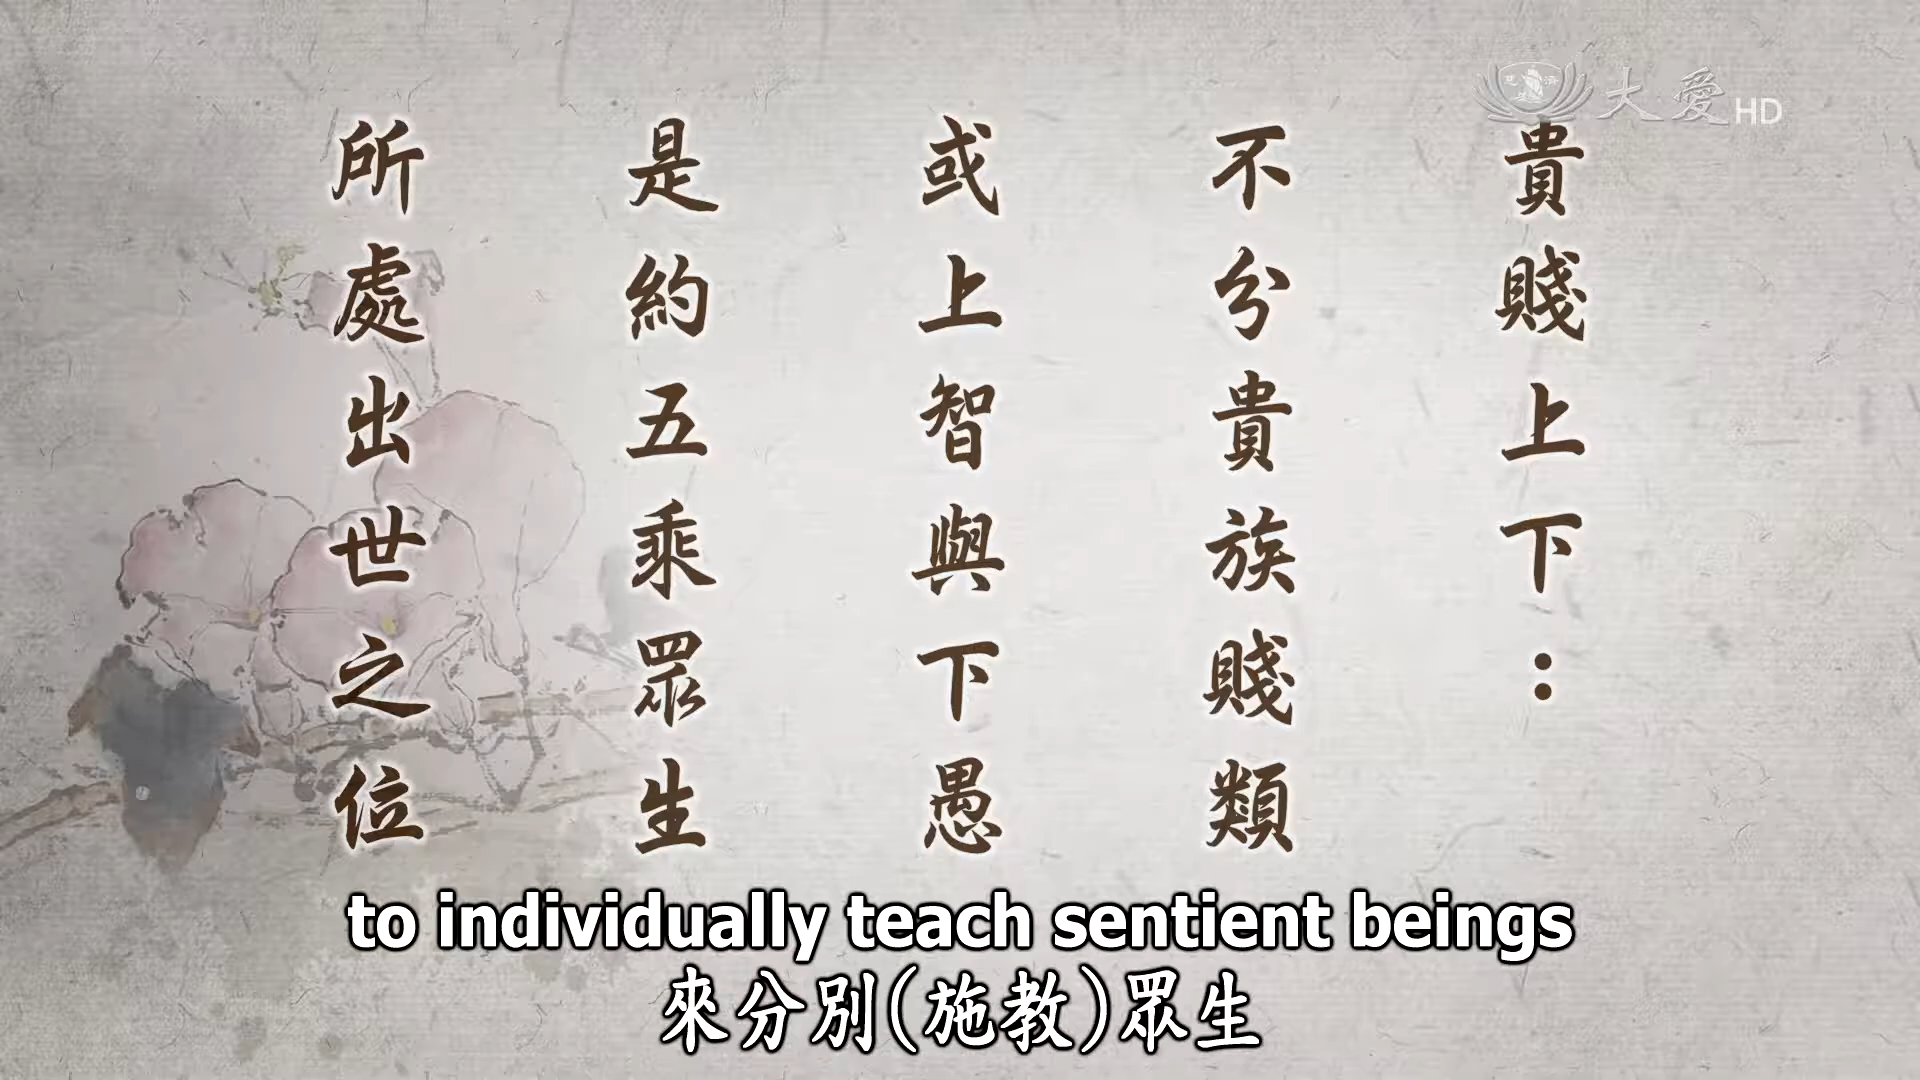 大愛HD
貴賤上下：
不分貴族賤類
或上智與下愚
是約五乘眾生
所處出世之位
to individually teach sentient beings
來分別(施教)眾生